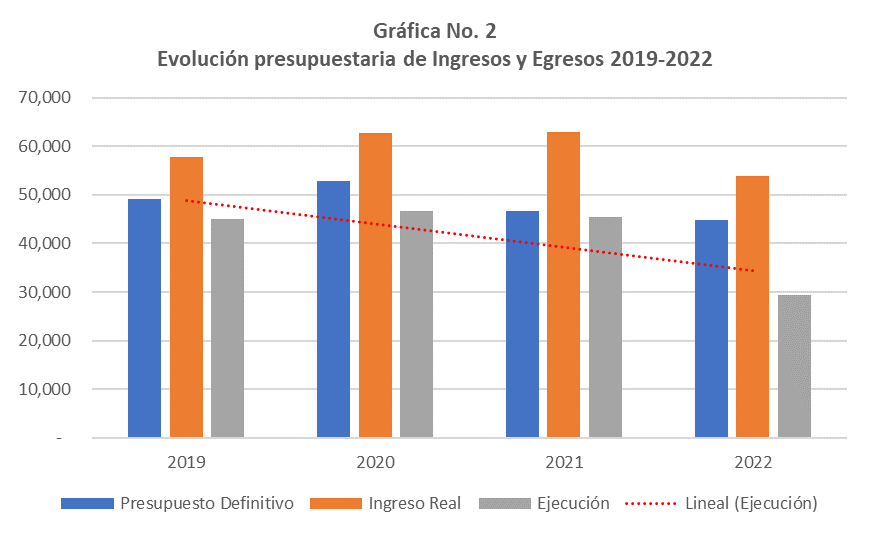 Gráfica No. 2
Evolución presupuestaria de Ingresos y Egresos 2019-2022
70,000
60,000
50,000
40,000
30,000
20,000
10,000
-
2019 2020 2021 2022
Presupuesto Definitivo Ingreso Real Ejecución Lineal (Ejecución)